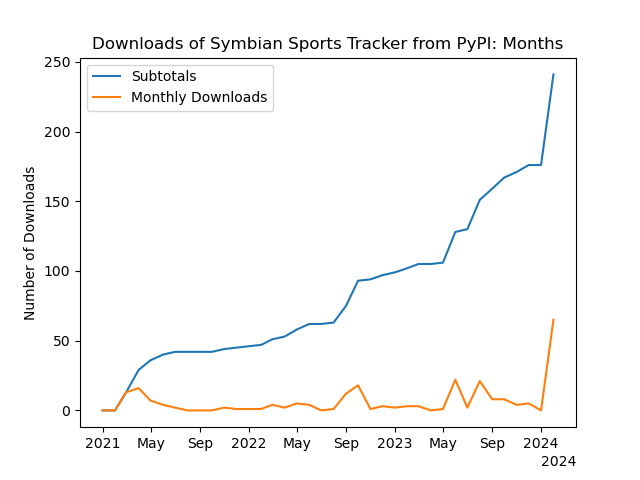 Downloads of Symbian Sports Tracker from PyPI: Months
Subtotals
Monthly Downloads
Number of Downloads
250
200
150
100
50
0
2021 May Sep 2022 May Sep 2023 May Sep 2024
2024